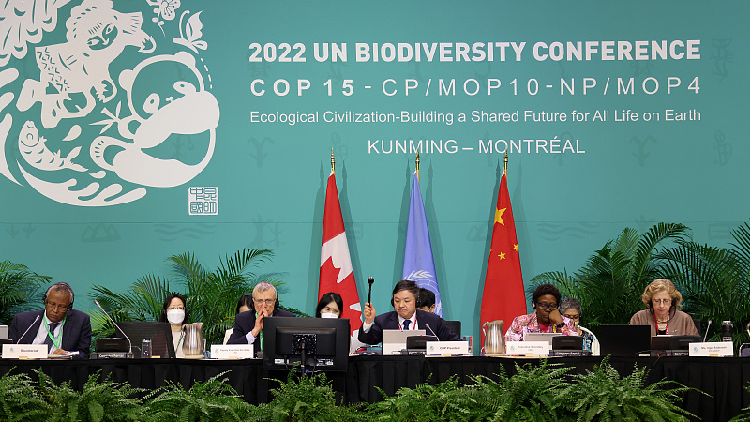 2022 UN BIODIVERSITY CONFERENCE
COP 15 - CP/MOP10-NP/MOP4
Ecological Civilization-Building a Shared Future for All Life on Earth
KUNMING – MONTRÉAL
COP President